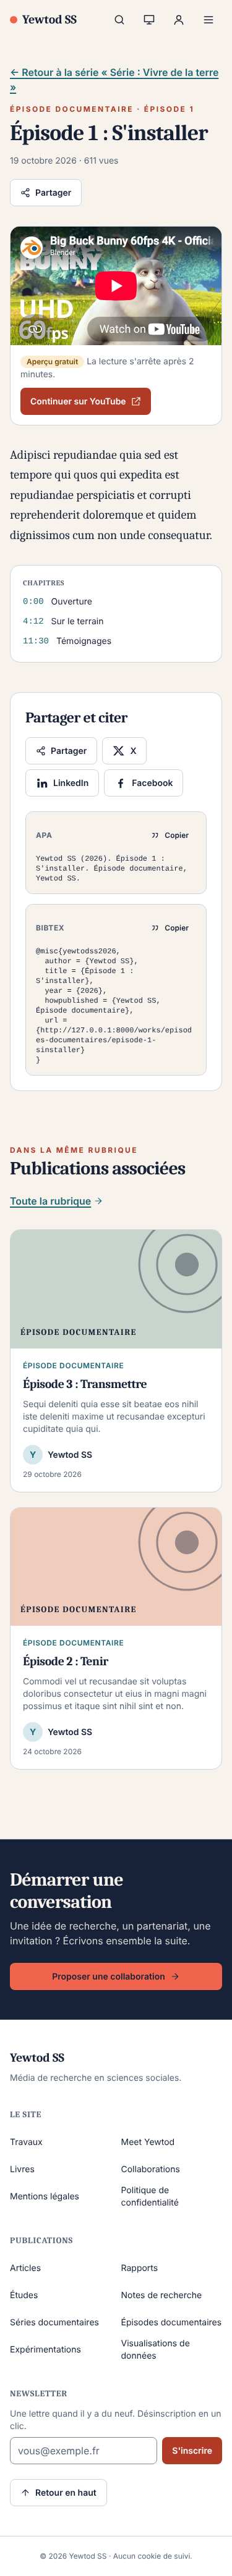 Yewtod SS
← Retour à la série « Série : Vivre de la terre
»
ÉPISODE DOCUMENTAIRE · ÉPISODE 1
Épisode 1 : S'installer
19 octobre 2026 · 611 vues
Partager
Big Buck Bunny 60fps 4K - Offici
Blender
BUNNY
UHD
60fps
Watch on YouTube
Aperçu gratuit La lecture s'arrête après 2
minutes.
Continuer sur YouTube
Adipisci repudiandae quia sed est
tempore qui quos qui expedita est
repudiandae perspiciatis et corrupti
reprehenderit doloremque et quidem
dignissimos cum non unde consequatur.
CHAPITRES
0:00 Ouverture
4:12 Sur le terrain
11:30 Témoignages
Partager et citer
Partager
X
LinkedIn
Facebook
APA
Copier
Yewtod SS (2026). Épisode 1 :
S'installer. Épisode documentaire,
Yewtod SS.
BIBTEX
Copier
@misc{yewtodss2026,
author = {Yewtod SS},
title = {Épisode 1 :
S'installer},
year = {2026},
howpublished = {Yewtod SS,
Épisode documentaire},
url =
{http://127.0.0.1:8000/works/episod
es-documentaires/episode-1-
sinstaller}
}
DANS LA MÊME RUBRIQUE
Publications associées
Toute la rubrique →
ÉPISODE DOCUMENTAIRE
ÉPISODE DOCUMENTAIRE
Épisode 3 : Transmettre
Sequi deleniti quia esse sit beatae eos nihil
iste deleniti maxime ut recusandae excepturi
cupiditate quia qui.
Y Yewtod SS
29 octobre 2026
ÉPISODE DOCUMENTAIRE
ÉPISODE DOCUMENTAIRE
Épisode 2 : Tenir
Commodi vel ut recusandae sit voluptas
doloribus consectetur ut eius in magni magni
possimus et itaque sint nihil sint et non.
Y Yewtod SS
24 octobre 2026
Démarrer une
conversation
Une idée de recherche, un partenariat, une
invitation ? Écrivons ensemble la suite.
Proposer une collaboration →
Yewtod SS
Média de recherche en sciences sociales.
LE SITE
Travaux
Meet Yewtod
Livres
Collaborations
Mentions légales
Politique de
confidentialité
PUBLICATIONS
Articles
Rapports
Études
Notes de recherche
Séries documentaires
Épisodes documentaires
Expérimentations
Visualisations de
données
NEWSLETTER
Une lettre quand il y a du neuf. Désinscription en un
clic.
vous@exemple.fr
S'inscrire
↑ Retour en haut
© 2026 Yewtod SS · Aucun cookie de suivi.